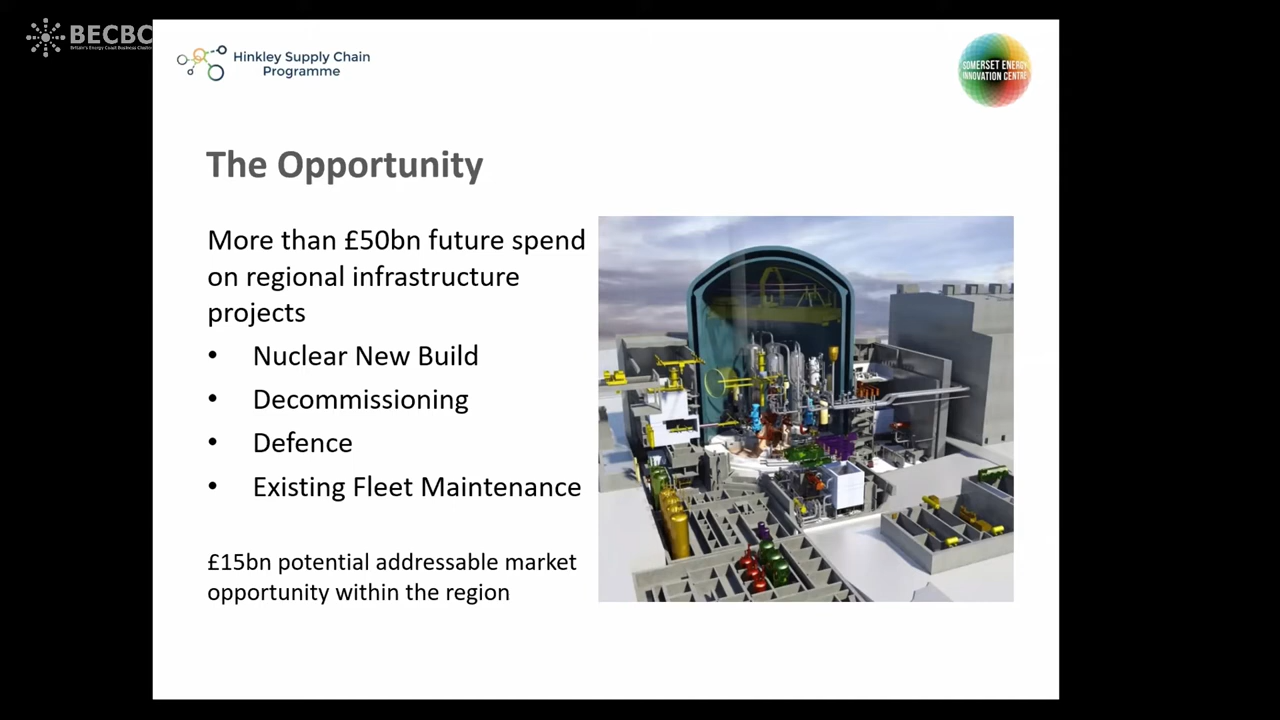 BECBC
Britain's Energy Coast Business Cluster
Hinkley Supply Chain
Programme
SOMERSET ENERGY
INNOVATION CENTRE
The Opportunity
More than £50bn future spend
on regional infrastructure
projects
• Nuclear New Build
• Decommissioning
• Defence
• Existing Fleet Maintenance
£15bn potential addressable market
opportunity within the region